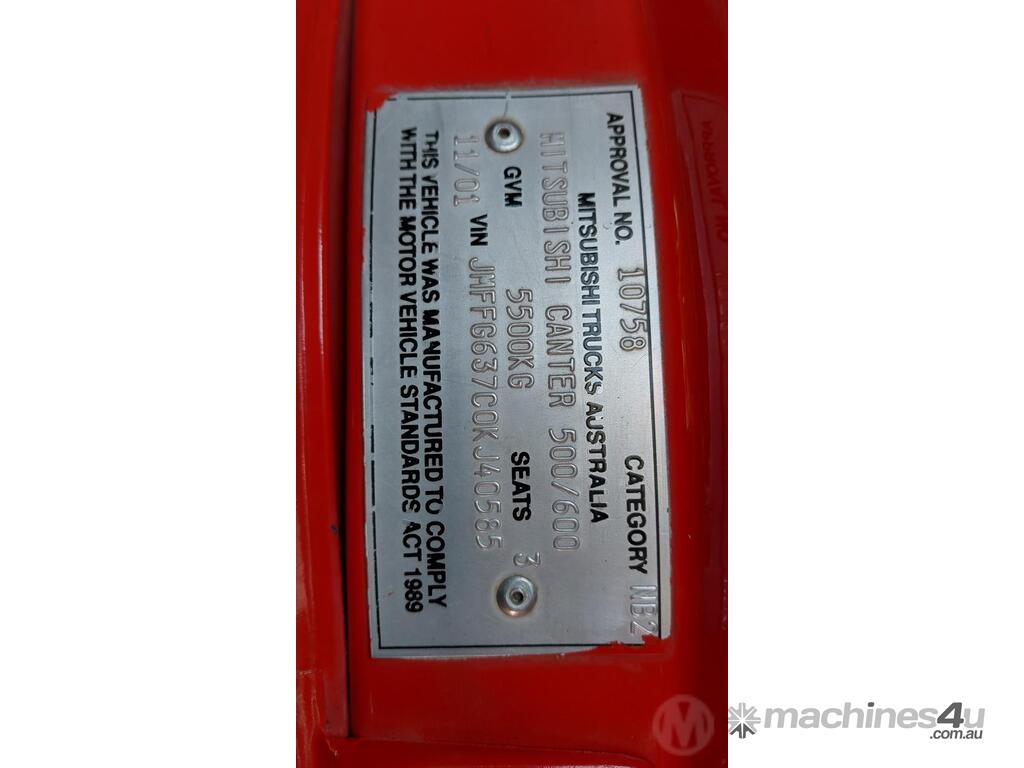 APPROVAL NO. 10758 CATEGORY NB2
MITSUBISHI TRUCKS AUSTRALIA
MITSUBISHI CANTER 500/600
GVM 5500KG SEATS 3
11/01 VIN JMFFG637C0KJ40585
THIS VEHICLE WAS MANUFACTURED TO COMPLY
WITH THE MOTOR VEHICLE STANDARDS ACT 1989
machines4u
.com.au